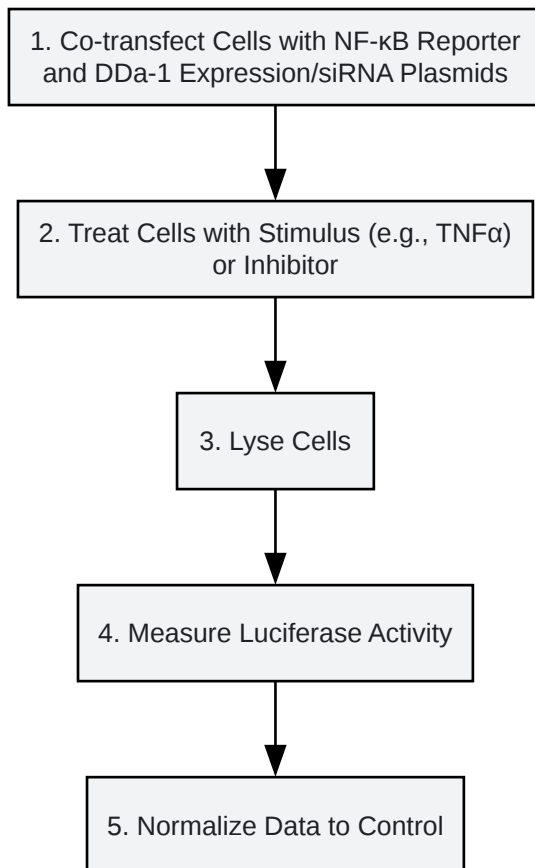 1. Co-transfect Cells with NF-κB Reporter
and DDa-1 Expression/siRNA Plasmids
2. Treat Cells with Stimulus (e.g., TNFα)
or Inhibitor
3. Lyse Cells
4. Measure Luciferase Activity
5. Normalize Data to Control